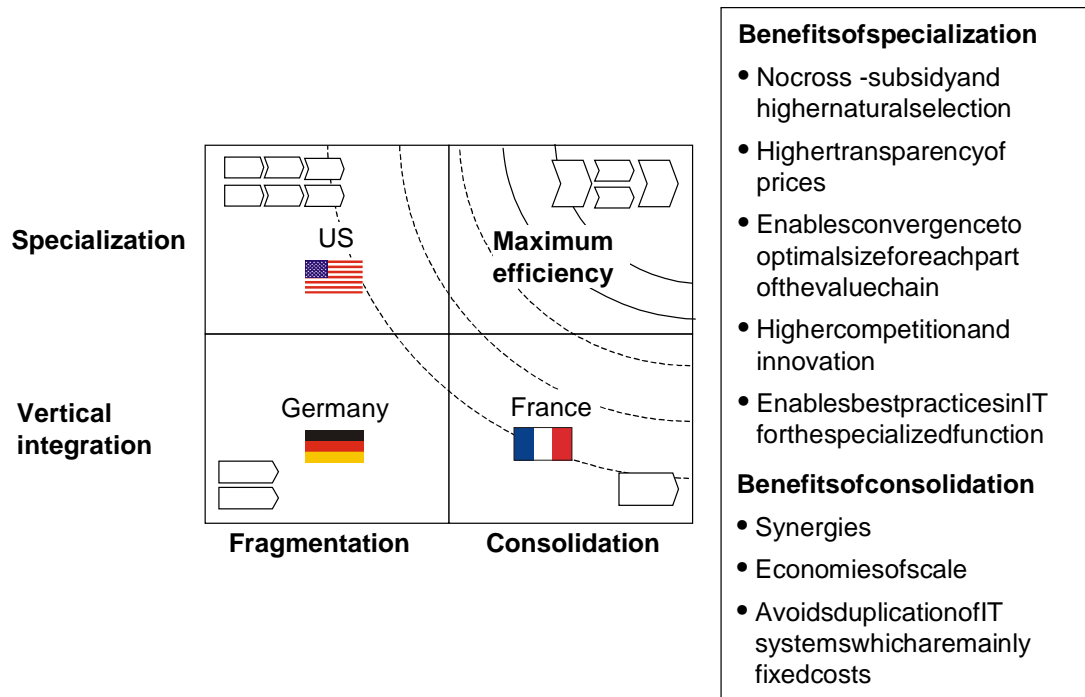 Specialization
US
Maximum
efficiency
Vertical
integration
Germany
France
Fragmentation
Consolidation
Benefitsofspecialization
• Nocross -subsidyand
highernaturalselection
• Highertransparencyof
prices
• Enablesconvergenceto
optimalsizeforeachpart
ofthevaluechain
• Highercompetitionand
innovation
• EnablesbestpracticesinIT
forthespecializedfunction
Benefitsofconsolidation
• Synergies
• Economiesofscale
• AvoidsduplicationofIT
systemswhicharemainly
fixedcosts